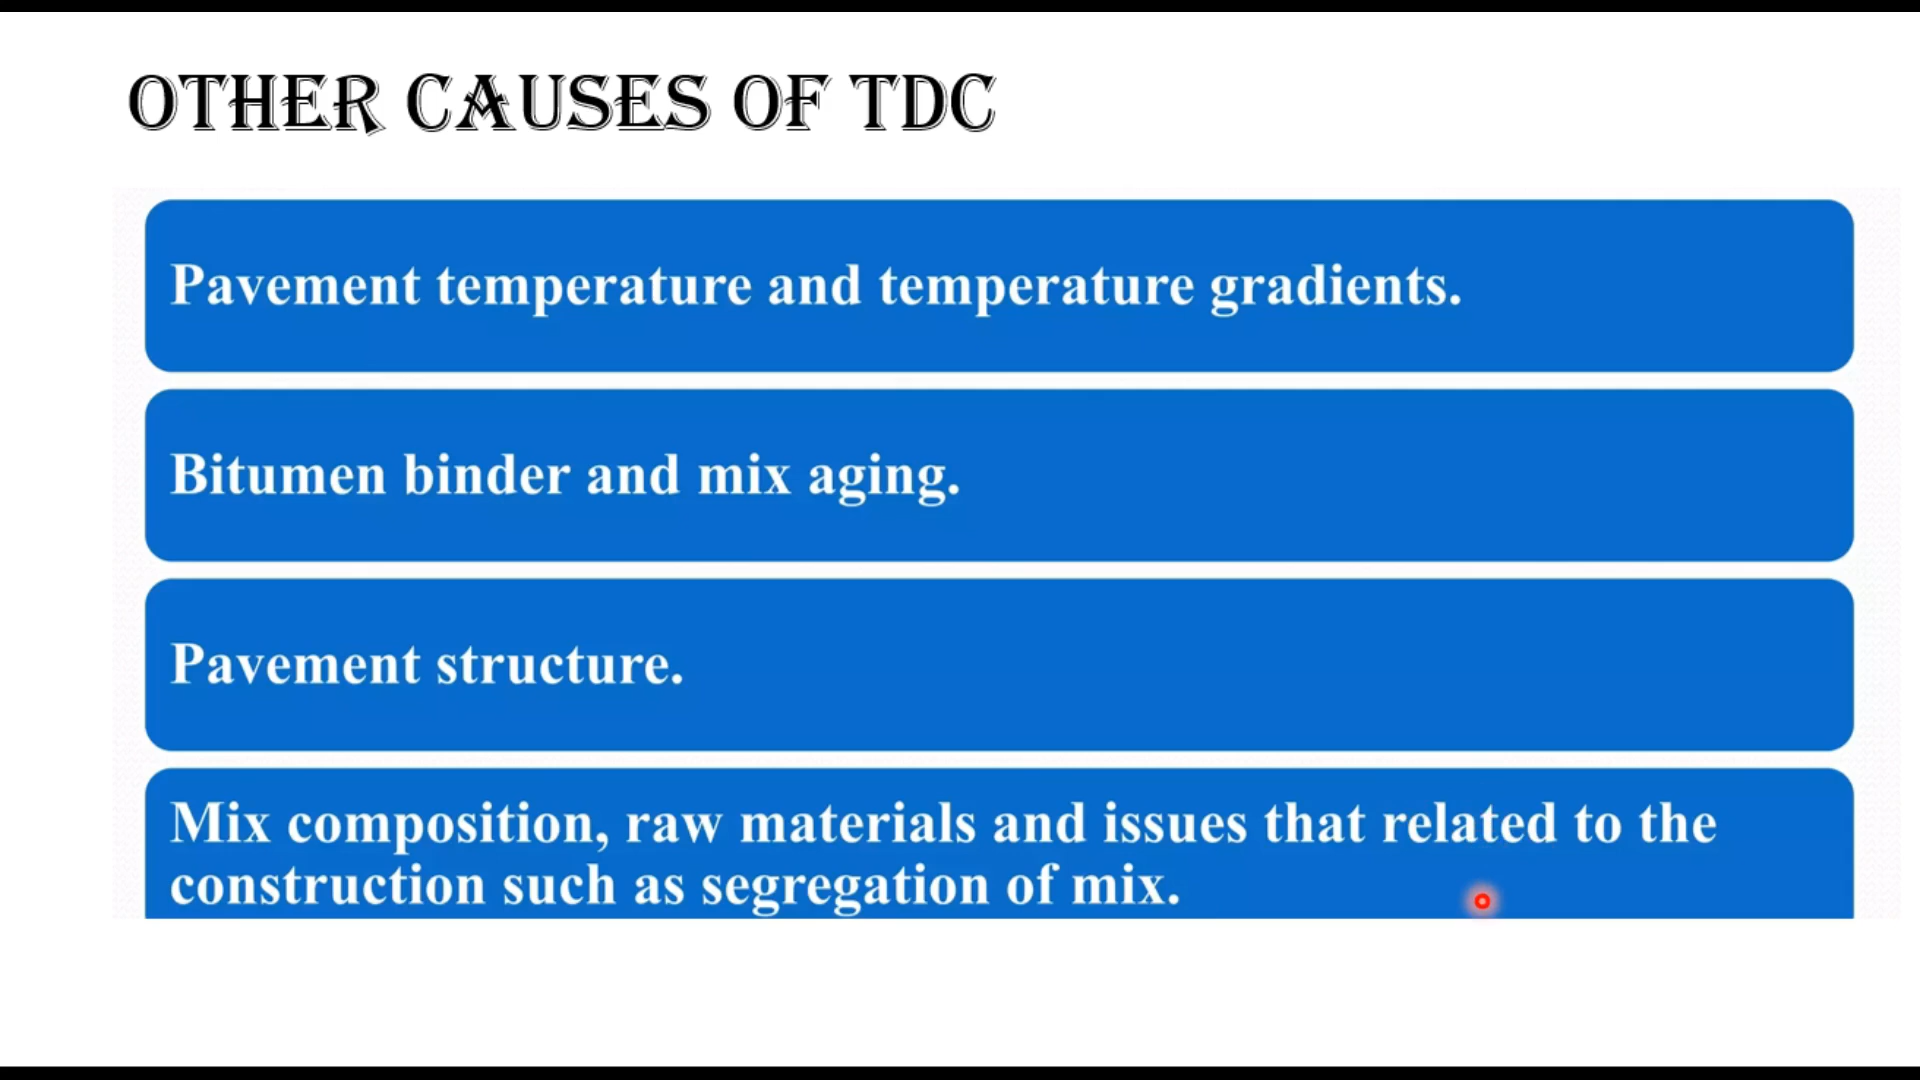 OTHER CAUSES OF TDC
Pavement temperature and temperature gradients.
Bitumen binder and mix aging.
Pavement structure.
Mix composition, raw materials and issues that related to the
construction such as segregation of mix.